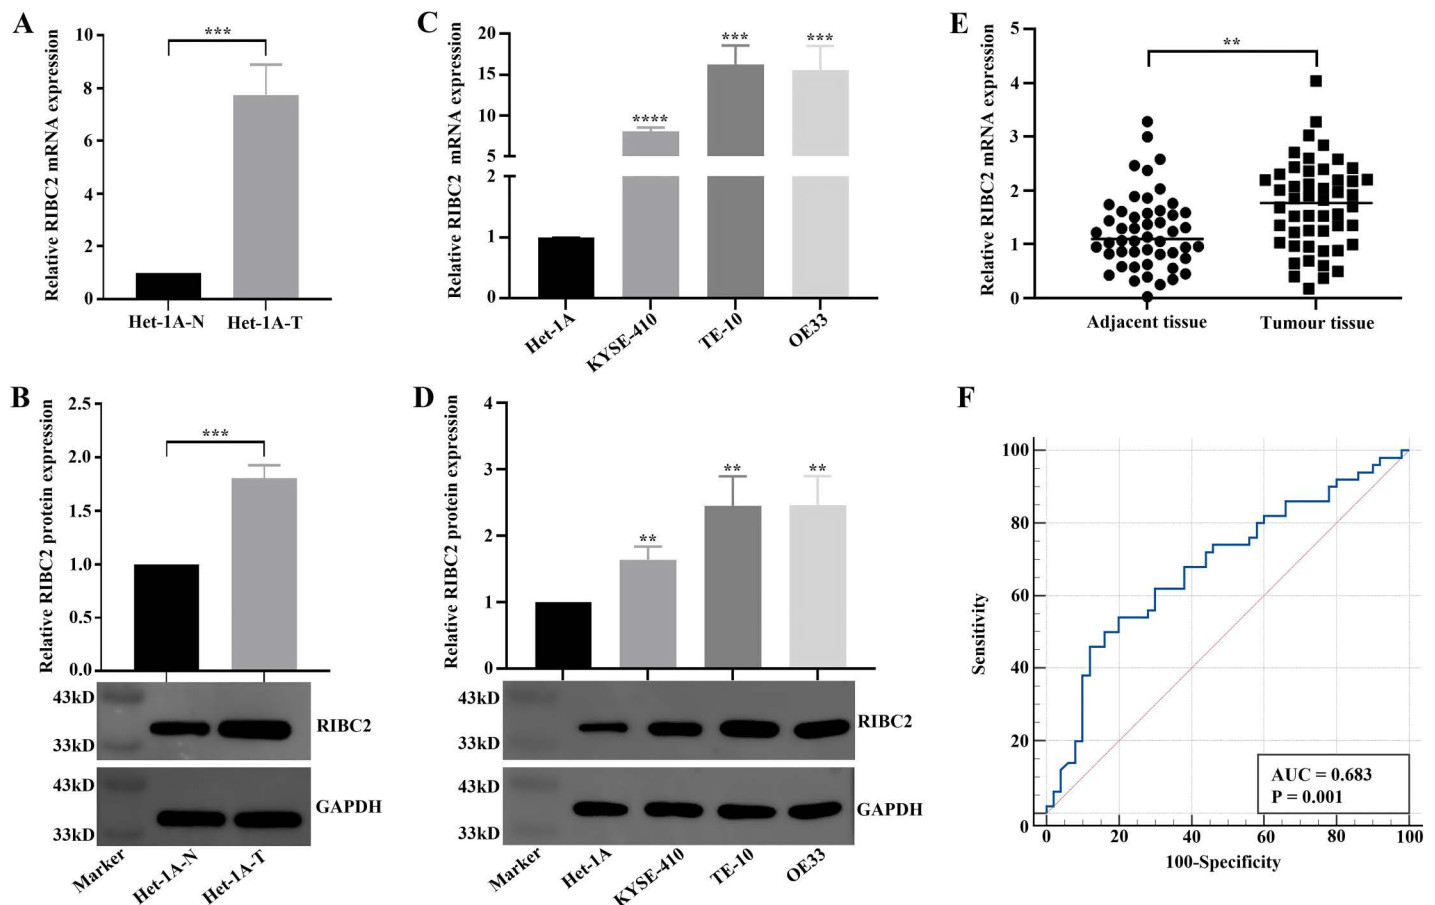 A
Relative RIBC2 mRNA expression
10
8
6
4
2
0
***
Het-1A-N Het-1A-T
B
Relative RIBC2 protein expression
2.5
2.0
1.5
1.0
0.5
0.0
***
43kD
33kD
RIBC2
43kD
33kD
GAPDH
Marker Het-1A-N Het-1A-T
C
Relative RIBC2 mRNA expression
20
15
10
5
2
1
0
**** *** ***
Het-1A KYSE-410 TE-10 OE33
D
Relative RIBC2 protein expression
4
3
2
1
0
** ** **
43kD
33kD
RIBC2
43kD
33kD
GAPDH
Marker Het-1A KYSE-410 TE-10 OE33
E
Relative RIBC2 mRNA expression
5
4
3
2
1
0
**
Adjacent tissue Tumour tissue
F
Sensitivity
100
80
60
40
20
0
AUC = 0.683
P = 0.001
0 20 40 60 80 100
100-Specificity